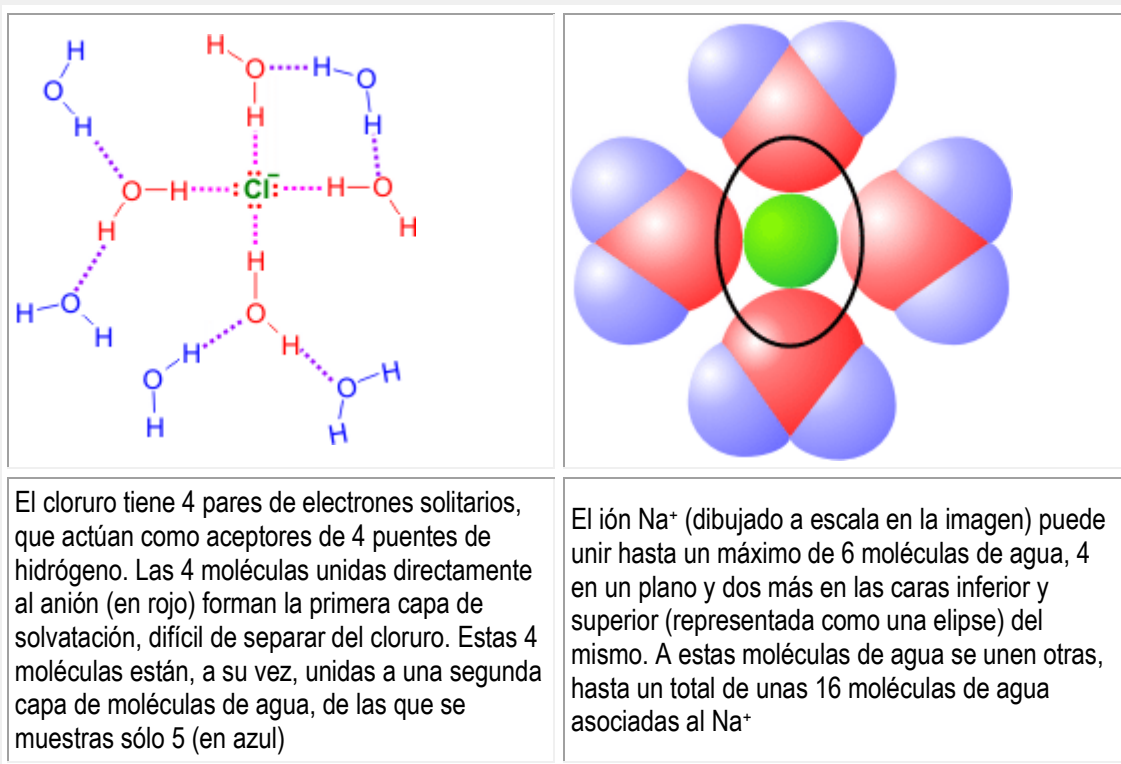 H
O
H
H
O
H
O
H
H
O
H
H
O
H
:Cl:⁻
H
O
H
H
O
H
H
O
H
H
O
H
H
O
H
O
H
H
El cloruro tiene 4 pares de electrones solitarios,
que actúan como aceptores de 4 puentes de
hidrógeno. Las 4 moléculas unidas directamente
al anión (en rojo) forman la primera capa de
solvatación, difícil de separar del cloruro. Estas 4
moléculas están, a su vez, unidas a una segunda
capa de moléculas de agua, de las que se
muestras sólo 5 (en azul)
El ión Na⁺ (dibujado a escala en la imagen) puede
unir hasta un máximo de 6 moléculas de agua, 4
en un plano y dos más en las caras inferior y
superior (representada como una elipse) del
mismo. A estas moléculas de agua se unen otras,
hasta un total de unas 16 moléculas de agua
asociadas al Na⁺